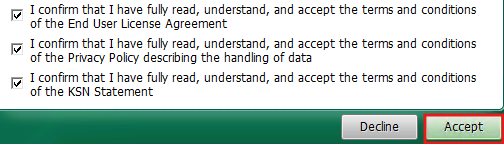 I confirm that I have fully read, understand, and accept the terms and conditions
of the End User License Agreement
I confirm that I have fully read, understand, and accept the terms and conditions
of the Privacy Policy describing the handling of data
I confirm that I have fully read, understand, and accept the terms and conditions
of the KSN Statement
Decline Accept